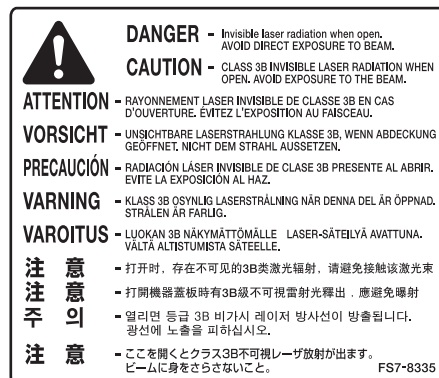 DANGER - Invisible laser radiation when open.
AVOID DIRECT EXPOSURE TO BEAM.
CAUTION - CLASS 3B INVISIBLE LASER RADIATION WHEN
OPEN. AVOID EXPOSURE TO THE BEAM.
ATTENTION - RAYONNEMENT LASER INVISIBLE DE CLASSE 3B EN CAS
D'OUVERTURE. ÉVITEZ L'EXPOSITION AU FAISCEAU.
VORSICHT - UNSICHTBARE LASERSTRAHLUNG KLASSE 3B, WENN ABDECKUNG
GEÖFFNET. NICHT DEM STRAHL AUSSETZEN.
PRECAUCIÓN - RADIACIÓN LÁSER INVISIBLE DE CLASE 3B PRESENTE AL ABRIR.
EVITE LA EXPOSICIÓN AL HAZ.
VARNING - KLASS 3B OSYNLIG LASERSTRÅLNING NÄR DENNA DEL ÄR ÖPPNAD.
STRÅLEN ÄR FARLIG.
VAROITUS - LUOKAN 3B NÄKYMÄTTÖMÄLLE LASER-SÄTEILYÄ AVATTUNA.
VÄLTÄ ALTISTUMISTA SÄTEELLE.
注 意 - 打开时，存在不可见的3B类激光辐射，请避免接触该激光束
注 意 - 打開機器蓋板時有3B級不可視雷射光釋出．應避免曝射
주 의 - 열리면 등급 3B 비가시 레이저 방사선이 방출됩니다.
광선에 노출을 피하십시오.
注 意 - ここを開くとクラス3B不可視レーザ放射が出ます。
ビームに身をさらさないこと。 FS7-8335